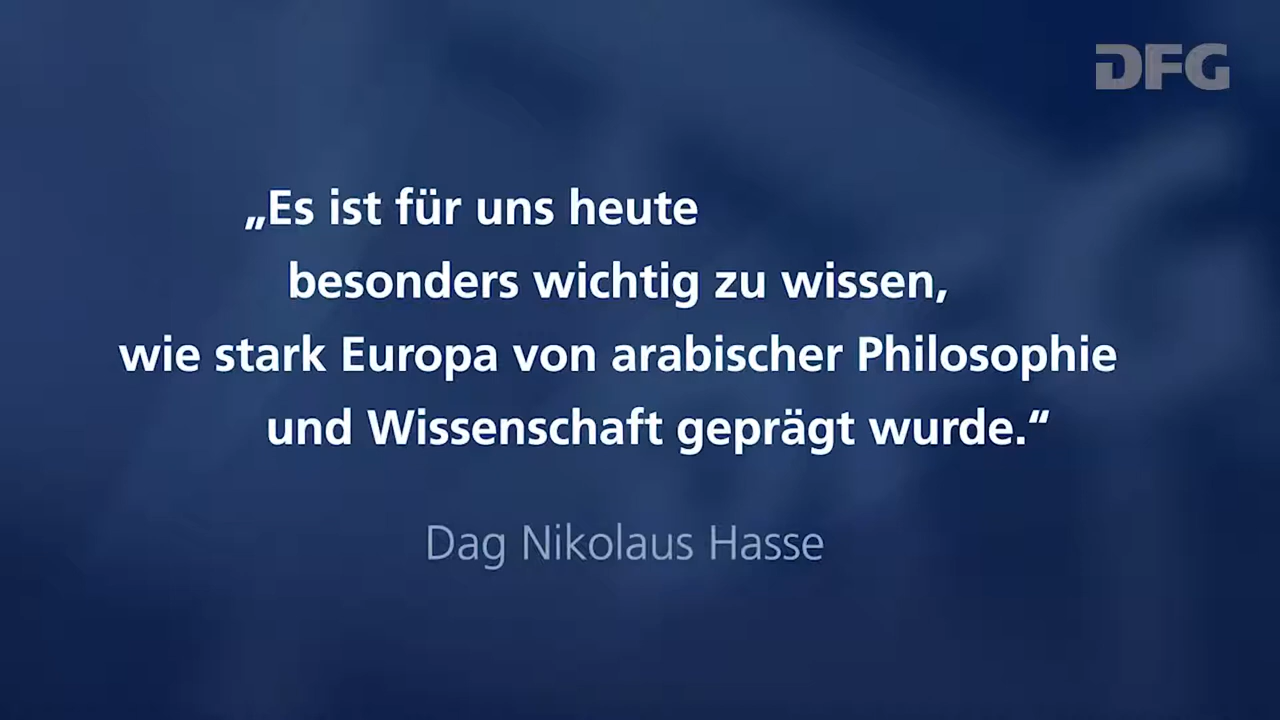 DFG
„Es ist für uns heute
besonders wichtig zu wissen,
wie stark Europa von arabischer Philosophie
und Wissenschaft geprägt wurde.“
Dag Nikolaus Hasse